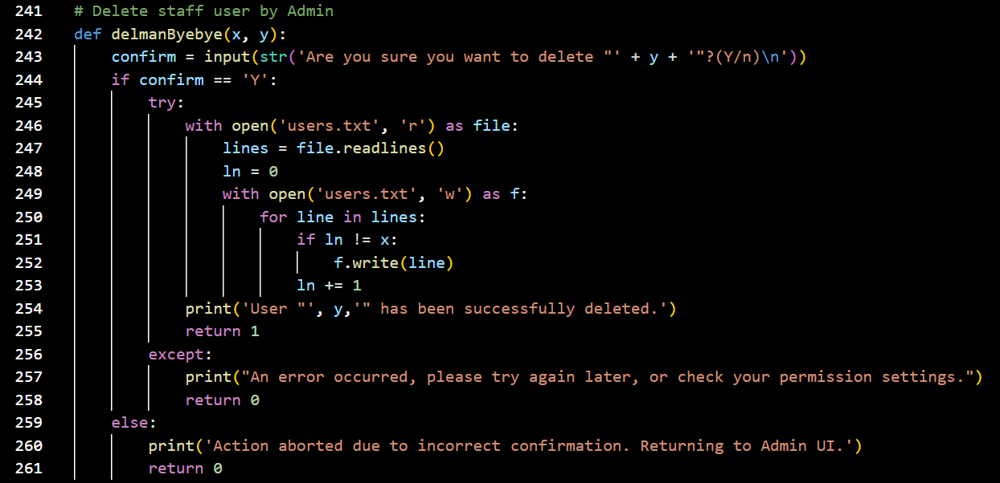 241 # Delete staff user by Admin
242 def delmanByebye(x, y):
243     confirm = input(str('Are you sure you want to delete "' + y + '"?(Y/n)\n'))
244     if confirm == 'Y':
245         try:
246             with open('users.txt', 'r') as file:
247                 lines = file.readlines()
248                 ln = 0
249                 with open('users.txt', 'w') as f:
250                     for line in lines:
251                         if ln != x:
252                             f.write(line)
253                         ln += 1
254             print('User "', y,'" has been successfully deleted.')
255             return 1
256         except:
257             print("An error occurred, please try again later, or check your permission settings.")
258             return 0
259     else:
260         print('Action aborted due to incorrect confirmation. Returning to Admin UI.')
261         return 0